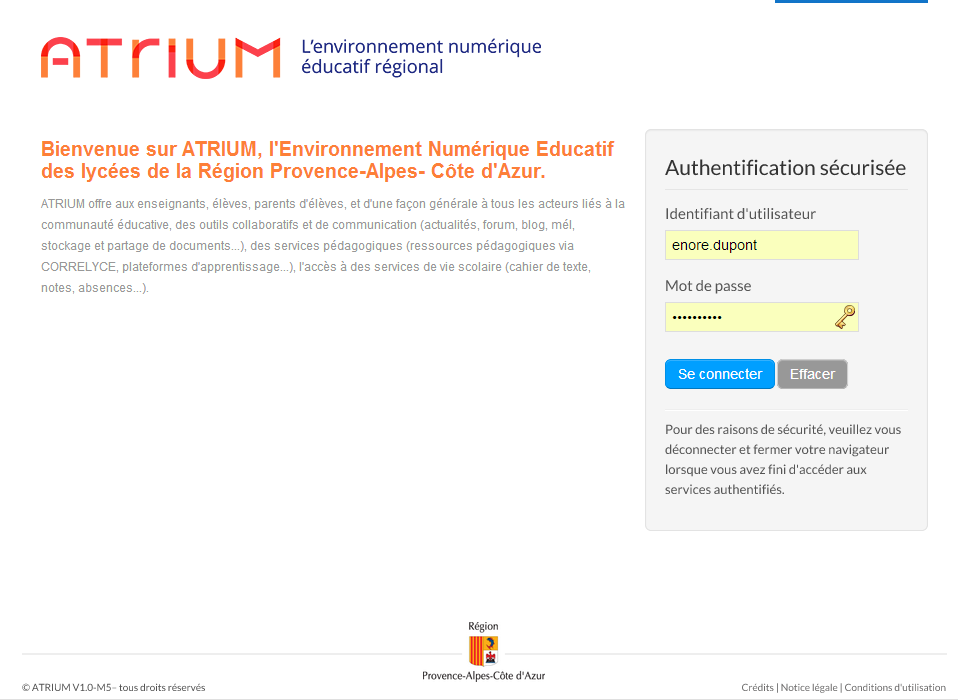 ATRIUM
L'environnement numérique
éducatif régional
Bienvenue sur ATRIUM, l'Environnement Numérique Educatif
des lycées de la Région Provence-Alpes- Côte d'Azur.
ATRIUM offre aux enseignants, élèves, parents d'élèves, et d'une façon générale à tous les acteurs liés à la
communauté éducative, des outils collaboratifs et de communication (actualités, forum, blog, mél,
stockage et partage de documents...), des services pédagogiques (ressources pédagogiques via
CORRELYCE, plateformes d'apprentissage...), l'accès à des services de vie scolaire (cahier de texte,
notes, absences...).
Authentification sécurisée
Identifiant d'utilisateur
enore.dupont
Mot de passe
••••••••••
Se connecter
Effacer
Pour des raisons de sécurité, veuillez vous
déconnecter et fermer votre navigateur
lorsque vous avez fini d'accéder aux
services authentifiés.
Région
Provence-Alpes-Côte d'Azur
© ATRIUM V1.0-M5– tous droits réservés
Crédits | Notice légale | Conditions d'utilisation